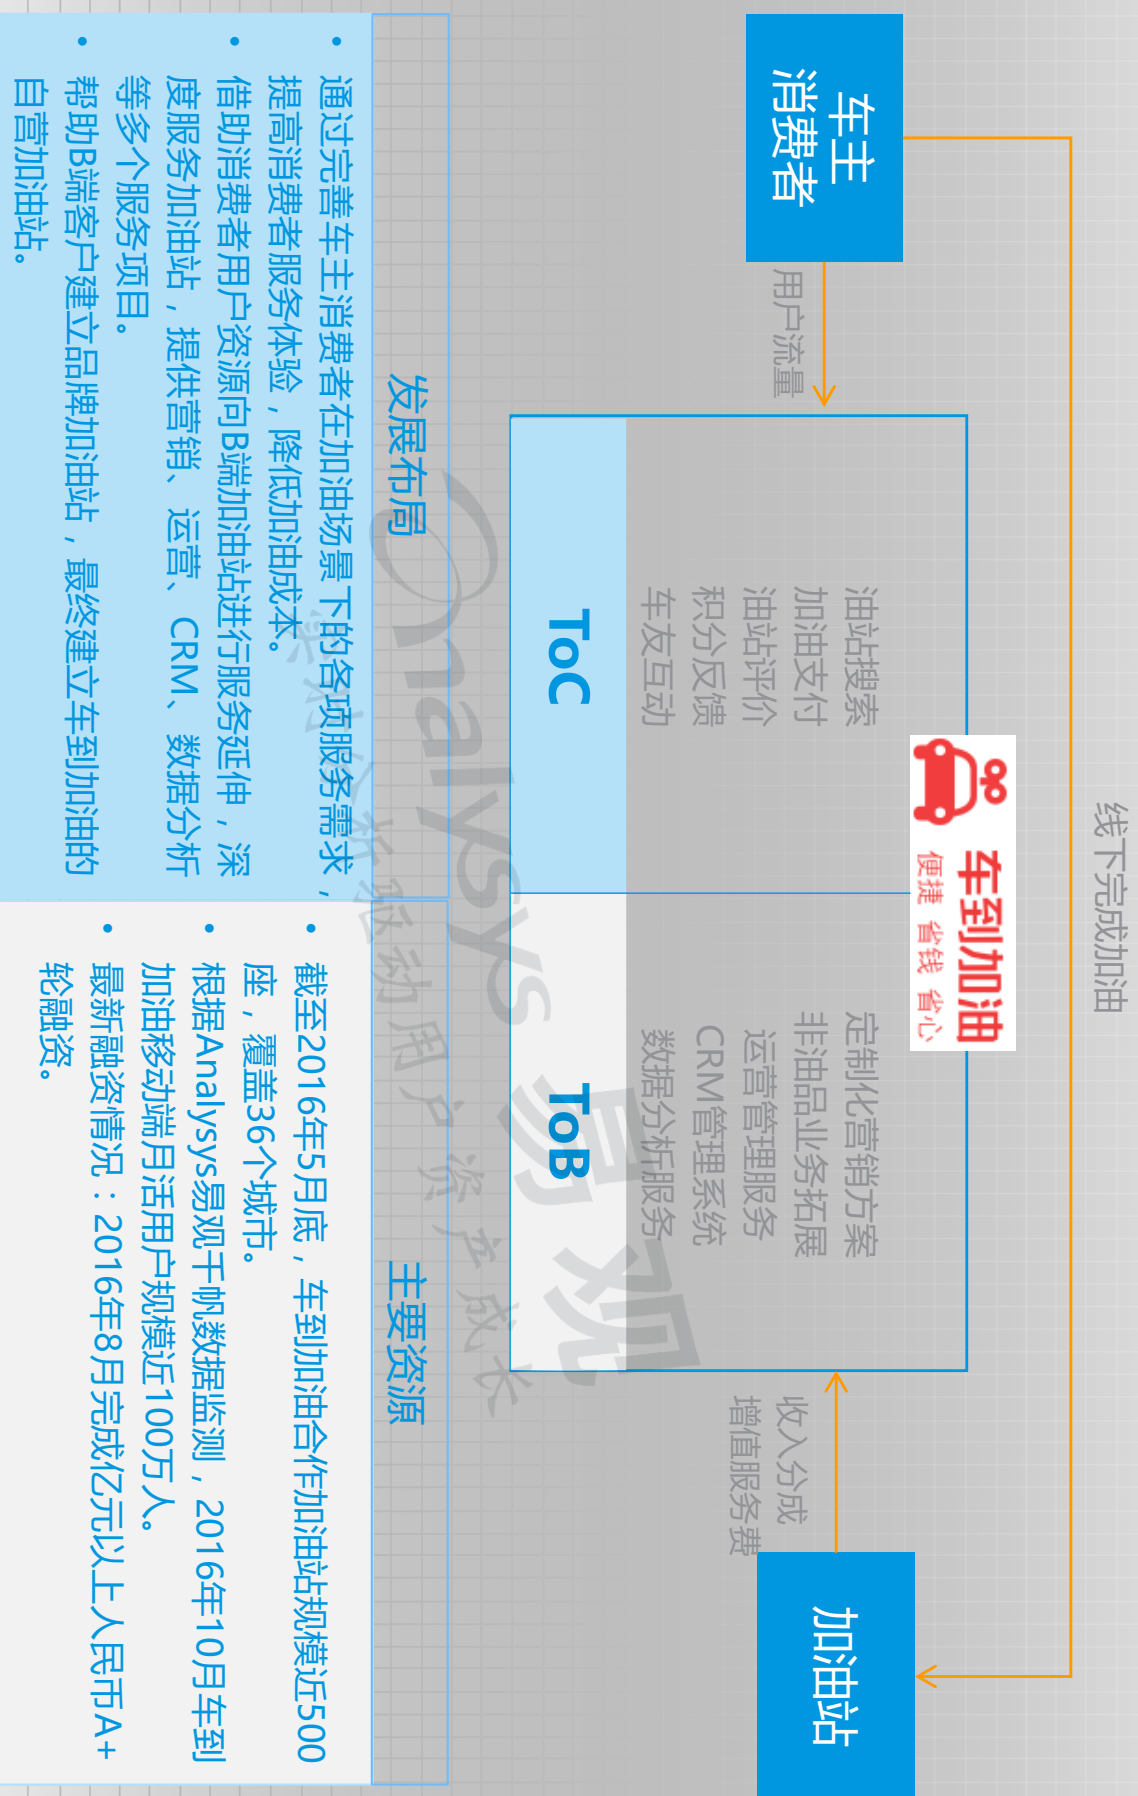 线下完成加油
车主
消费者
用户流量
车到加油
便捷 省钱 省心
油站搜索
加油支付
油站评价
积分反馈
车友互动
ToC
定制化营销方案
非油品业务拓展
运营管理服务
CRM管理系统
数据分析服务
ToB
收入分成
增值服务费
加油站
发展布局
• 通过完善车主消费者在加油场景下的各项服务需求，
提高消费者服务体验，降低加油成本。
• 借助消费者用户资源向B端加油站进行服务延伸，深
度服务加油站，提供营销、运营、CRM、数据分析
等多个服务项目。
• 帮助B端客户建立品牌加油站，最终建立车到加油的
自营加油站。
主要资源
• 截至2016年5月底，车到加油合作加油站规模近500
座，覆盖36个城市。
• 根据Analysys易观千帆数据监测，2016年10月车到
加油移动端月活用户规模近100万人。
• 最新融资情况：2016年8月完成亿元以上人民币A+
轮融资。
Analysys 易观